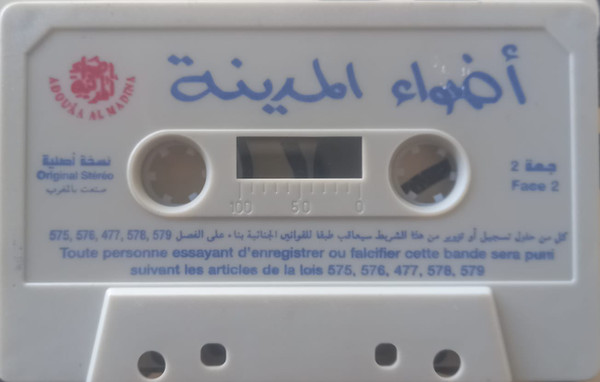 أضواء المدينة
ADOUÂA AL MADINA
نسخة أصلية
Original Stéréo
صنعت بالمغرب
جهة 2
Face 2
100 50 0
كل من حاول تسجيل أو تزوير من هذا الشريط سيعاقب طبقا للقوانين الجنائية بناء على الفصل 579 ,578 ,477 ,576 ,575
Toute personne essayant d'enregistrer ou falcifier cette bande sera puni
suivant les articles de la lois 575, 576, 477, 578, 579